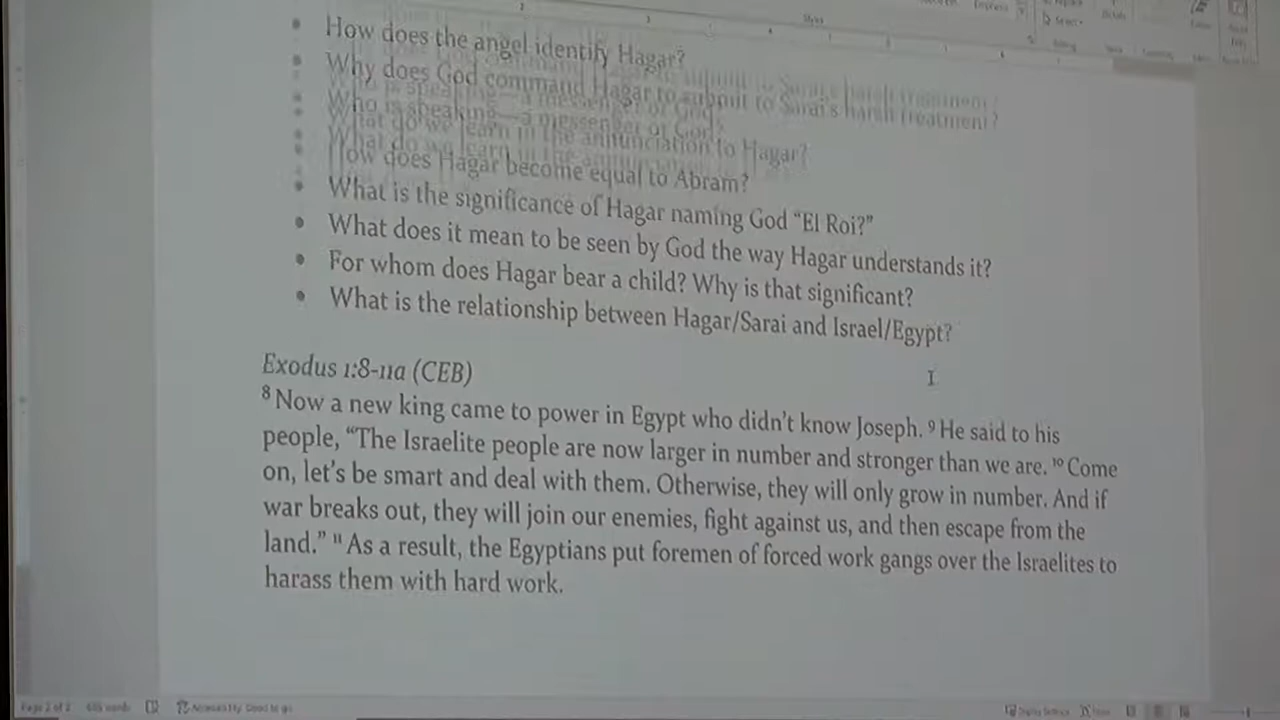 How does the angel identify Hagar?
Why does God command Hagar to submit to Sarai's harsh treatment?
Who is speaking—a messenger or God?
What do we learn in the annunciation to Hagar?
How does Hagar become equal to Abram?
What is the significance of Hagar naming God “El Roi?”
What does it mean to be seen by God the way Hagar understands it?
For whom does Hagar bear a child? Why is that significant?
What is the relationship between Hagar/Sarai and Israel/Egypt?
Exodus 1:8-11a (CEB)
8 Now a new king came to power in Egypt who didn't know Joseph. 9 He said to his
people, “The Israelite people are now larger in number and stronger than we are. 10 Come
on, let's be smart and deal with them. Otherwise, they will only grow in number. And if
war breaks out, they will join our enemies, fight against us, and then escape from the
land.” 11 As a result, the Egyptians put foremen of forced work gangs over the Israelites to
harass them with hard work.
Page 2 of 2 words Accessibility: Good to go